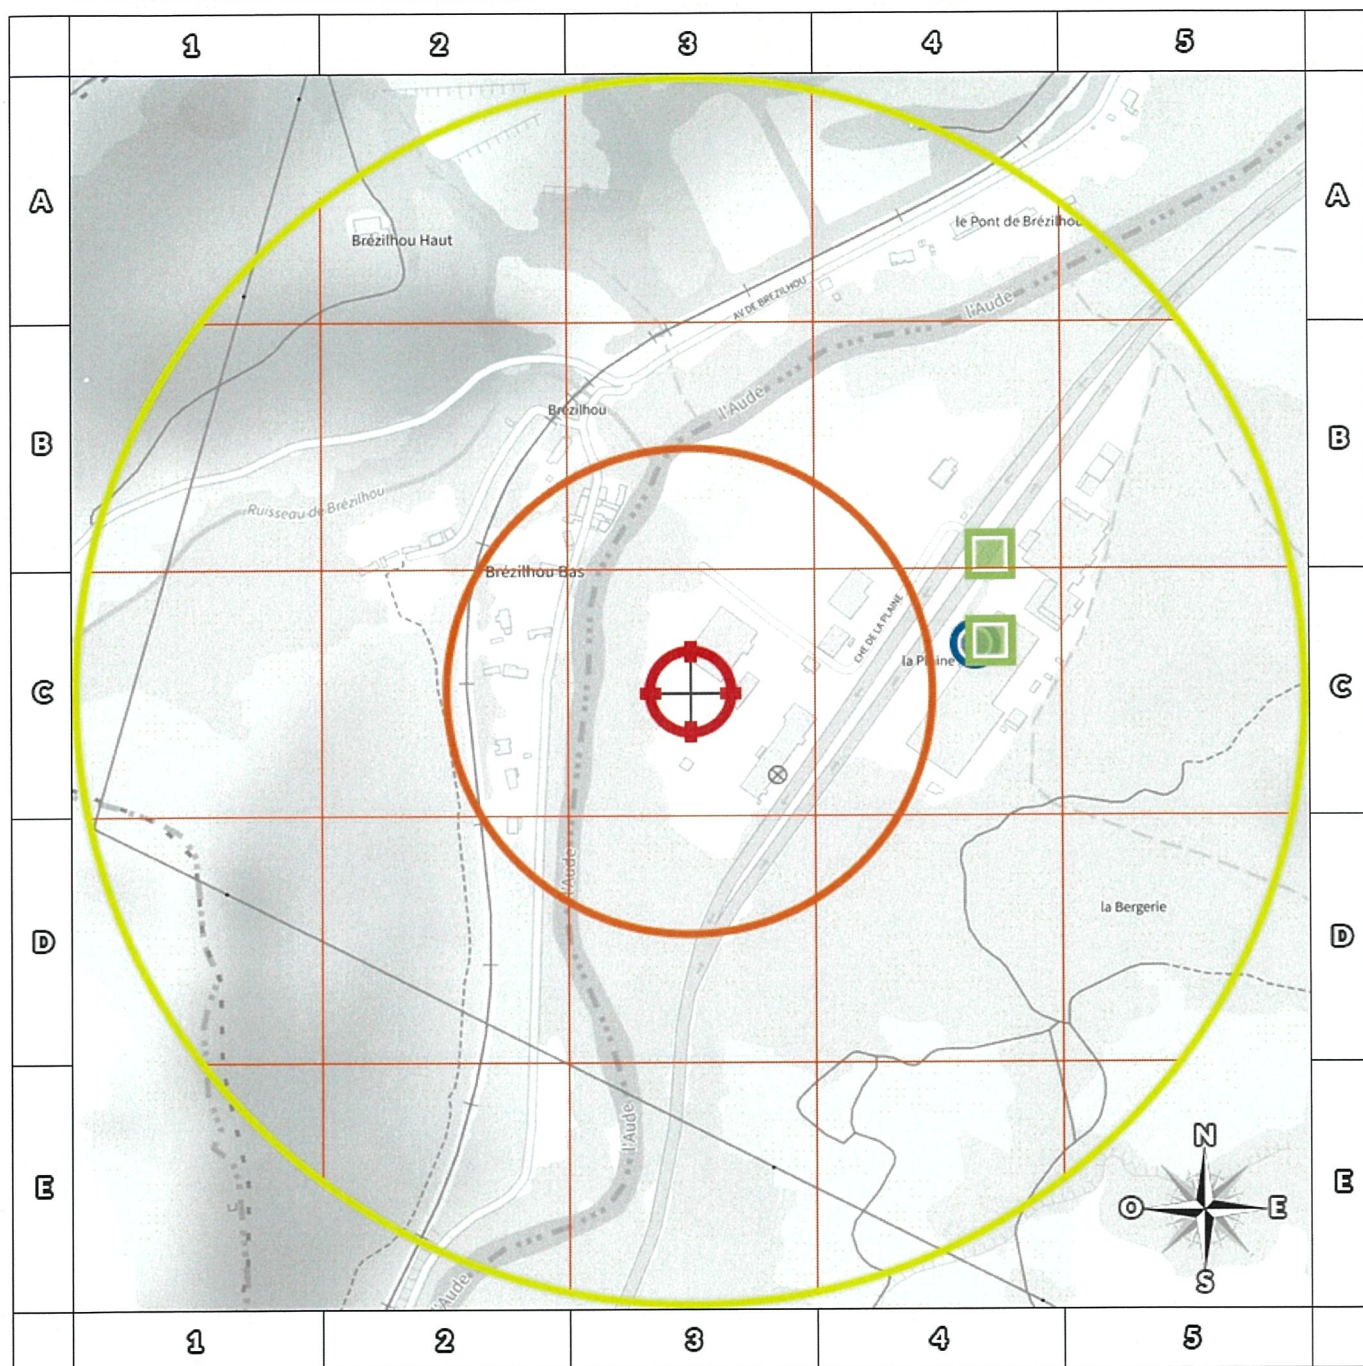 1 2 3 4 5
A A
le Pont de Brézilhou
Brézilhou Haut
AV DE BREZILHOU
l'Aude
l'Aude
Brézilhou
B B
Ruisseau de Brézilhou
Brézilhou Bas
CHE DE LA PLAINE
la Plaine
C C
l'Aude
la Bergerie
D D
l'Aude
N
E E
O E
S
l'Aude
1 2 3 4 5